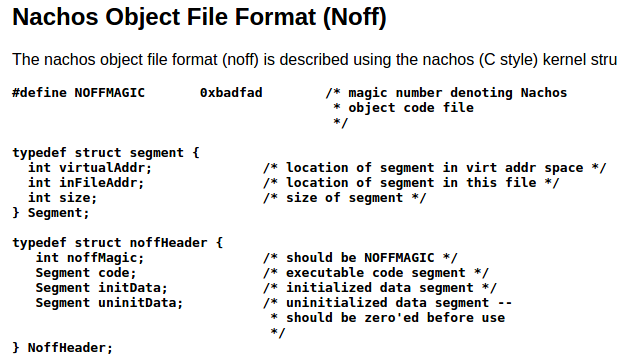 Nachos Object File Format (Noff)
The nachos object file format (noff) is described using the nachos (C style) kernel stru
#define NOFFMAGIC 0xbadfad /* magic number denoting Nachos
* object code file
*/
typedef struct segment {
int virtualAddr; /* location of segment in virt addr space */
int inFileAddr; /* location of segment in this file */
int size; /* size of segment */
} Segment;
typedef struct noffHeader {
int noffMagic; /* should be NOFFMAGIC */
Segment code; /* executable code segment */
Segment initData; /* initialized data segment */
Segment uninitData; /* uninitialized data segment --
* should be zero'ed before use
*/
} NoffHeader;